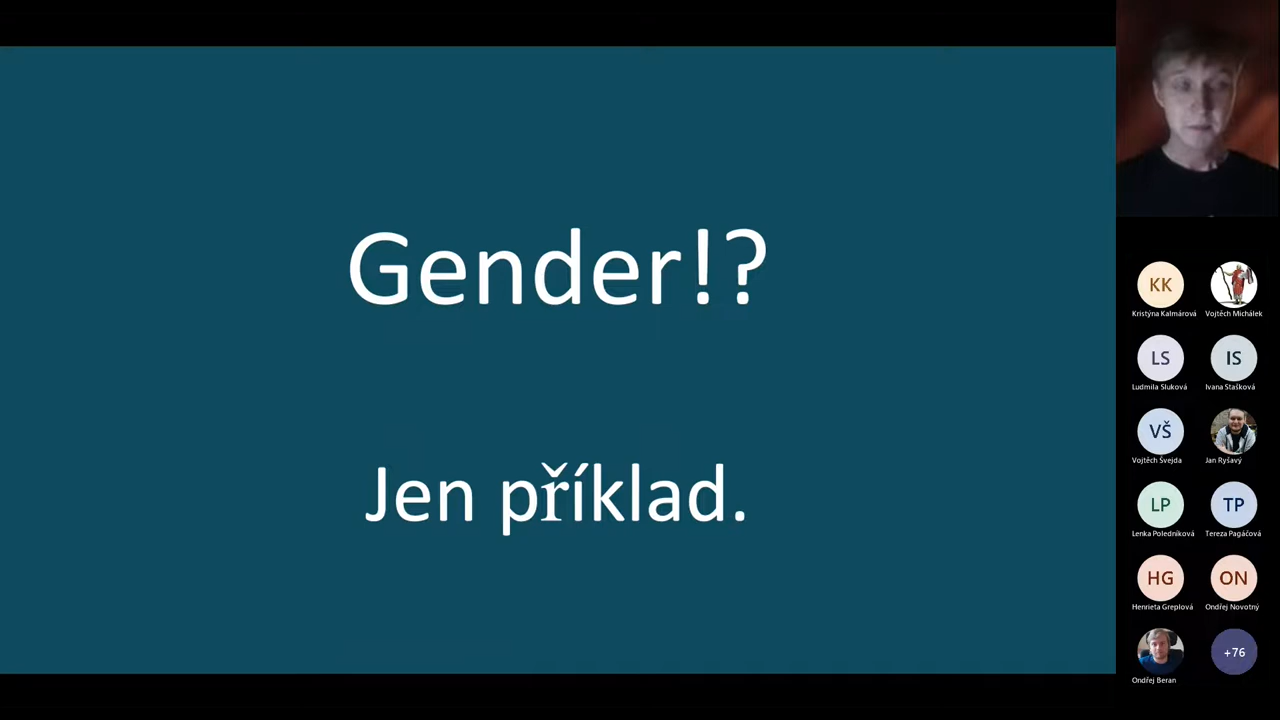 Gender!?
Jen příklad.
KK
Kristýna Kalmárová
Vojtěch Michálek
LS
Ludmila Sluková
IS
Ivana Stašková
VŠ
Vojtěch Švejda
Jan Ryšavý
LP
Lenka Poledníková
TP
Tereza Pagáčová
HG
Henrieta Greplová
ON
Ondřej Novotný
Ondřej Beran
+76